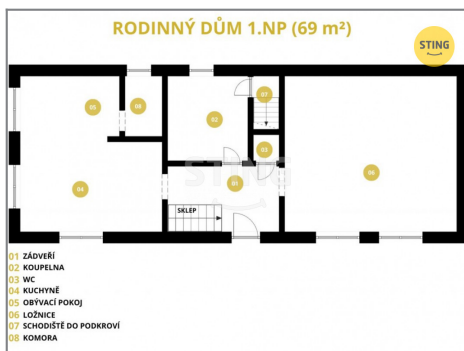 RODINNÝ DŮM 1.NP (69 m²)
STING
05
08
07
02
03
STING
04
01
06
SKLEP
01 ZÁDVEŘÍ
02 KOUPELNA
03 WC
04 KUCHYNĚ
05 OBÝVACÍ POKOJ
06 LOŽNICE
07 SCHODIŠTĚ DO PODKROVÍ
08 KOMORA